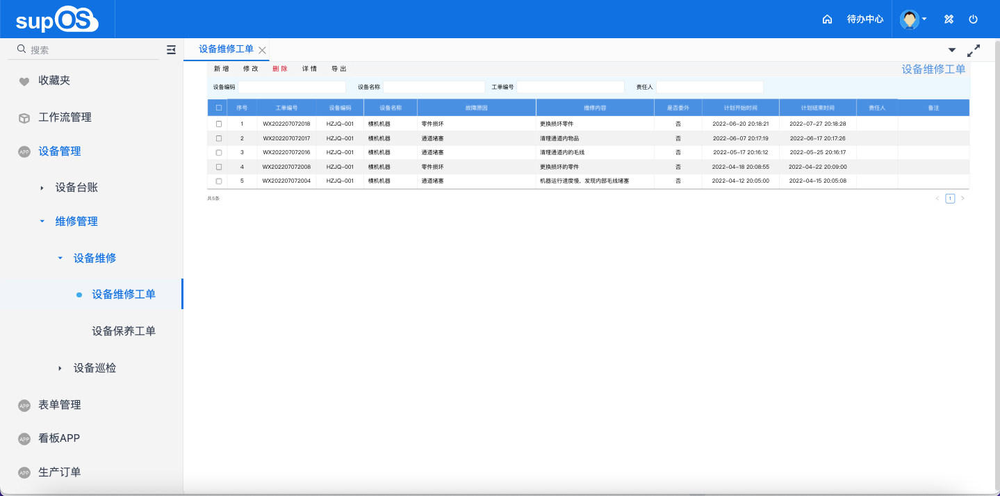 supOS
待办中心
搜索
设备维修工单
收藏夹
工作流管理
APP 设备管理
设备台账
维修管理
设备维修
设备维修工单
设备保养工单
设备巡检
APP 表单管理
APP 看板APP
APP 生产订单
新增 修改 删除 详情 导出
设备维修工单
设备编码 设备名称 工单编号 责任人
序号 工单编号 设备编码 设备名称 故障原因 维修内容 是否委外 计划开始时间 计划结束时间 责任人 备注
1 WX202207072018 HZJQ-001 横机机器 零件损坏 更换损坏零件 否 2022-06-20 20:18:21 2022-07-27 20:18:28
2 WX202207072017 HZJQ-001 横机机器 通道堵塞 清理通道内物品 否 2022-06-07 20:17:19 2022-06-17 20:17:26
3 WX202207072016 HZJQ-001 横机机器 通道堵塞 清理通道内的毛线 否 2022-05-17 20:16:12 2022-05-25 20:16:17
4 WX202207072008 HZJQ-001 横机机器 零件损坏 更换损坏的零件 否 2022-04-18 20:08:55 2022-04-22 20:09:00
5 WX202207072004 HZJQ-001 横机机器 通道堵塞 机器运行速度慢，发现内部毛线堵塞 否 2022-04-12 20:05:00 2022-04-15 20:05:08
共5条
1